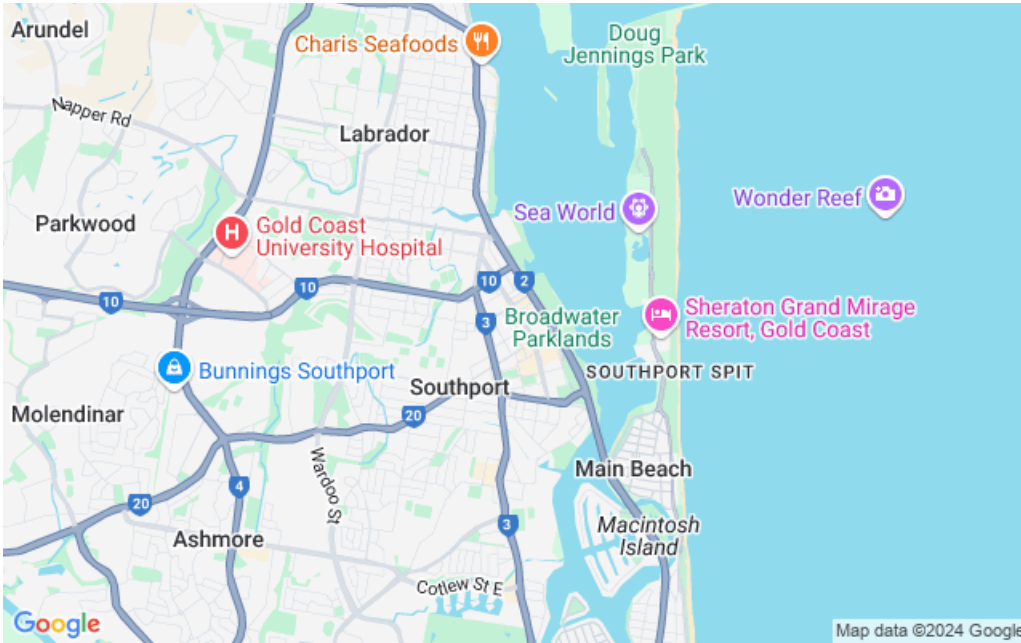 Arundel
Doug
Jennings Park
Charis Seafoods
Napper Rd
Labrador
Parkwood
Gold Coast
University Hospital
Sea World
Wonder Reef
10
10
10
2
3
Broadwater
Parklands
Sheraton Grand Mirage
Resort, Gold Coast
Bunnings Southport
SOUTHPORT SPIT
Southport
Molendinar
20
Wardoo St
Main Beach
4
20
3
Macintosh
Island
Ashmore
Cotlew St E
Google
Map data ©2024 Google
H